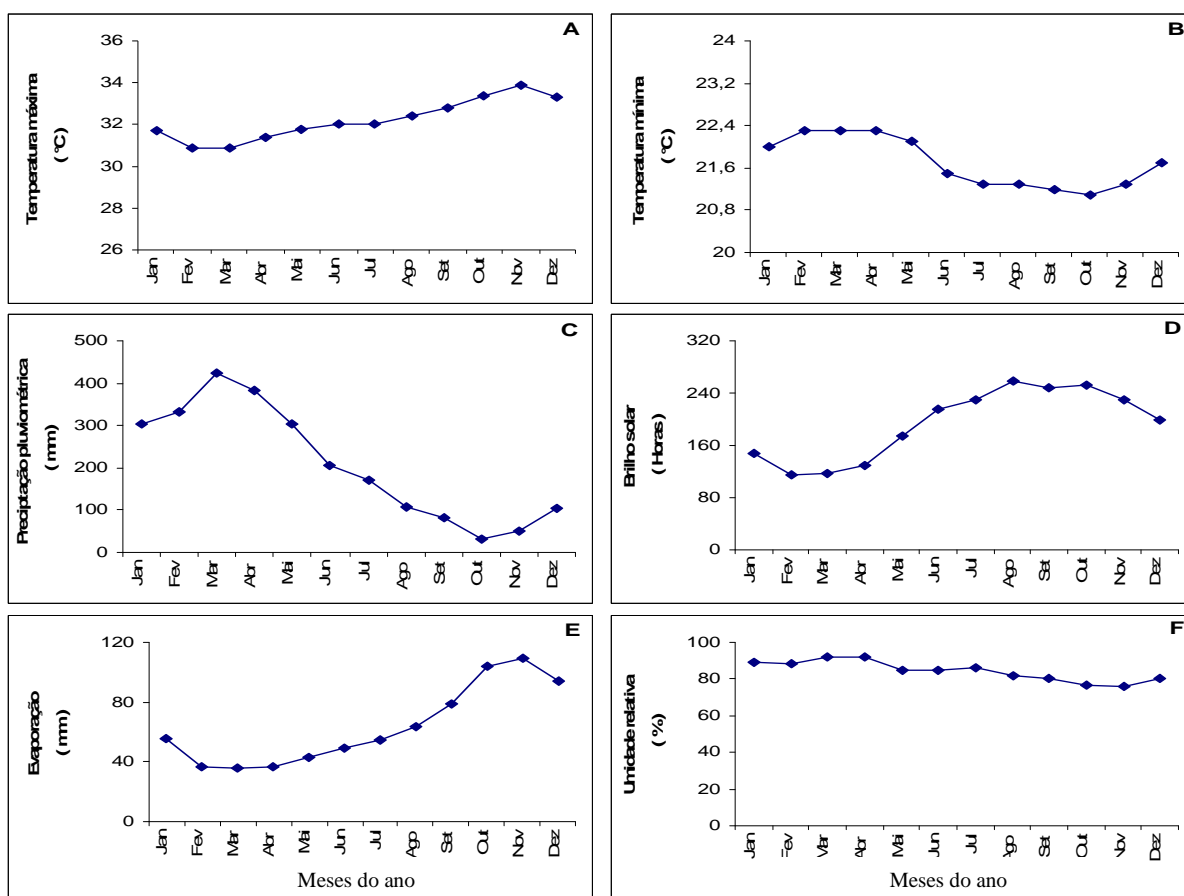 A
Temperatura máxima
(°C)
36
34
32
30
28
26
Jan Fev Mar Abr Mai Jun Jul Ago Set Out Nov Dez
B
Temperatura mínima
(°C)
24
23,2
22,4
21,6
20,8
20
Jan Fev Mar Abr Mai Jun Jul Ago Set Out Nov Dez
C
Preciptação pluviométrica
(mm)
500
400
300
200
100
0
Jan Fev Mar Abr Mai Jun Jul Ago Set Out Nov Dez
D
Brilho solar
(Horas)
320
240
160
80
0
Jan Fev Mar Abr Mai Jun Jul Ago Set Out Nov Dez
E
Evaporação
(mm)
120
80
40
0
Jan Fev Mar Abr Mai Jun Jul Ago Set Out Nov Dez
Meses do ano
F
Umidade relativa
(%)
100
80
60
40
20
0
Jan Fev Mar Abr Mai Jun Jul Ago Set Out Nov Dez
Meses do ano